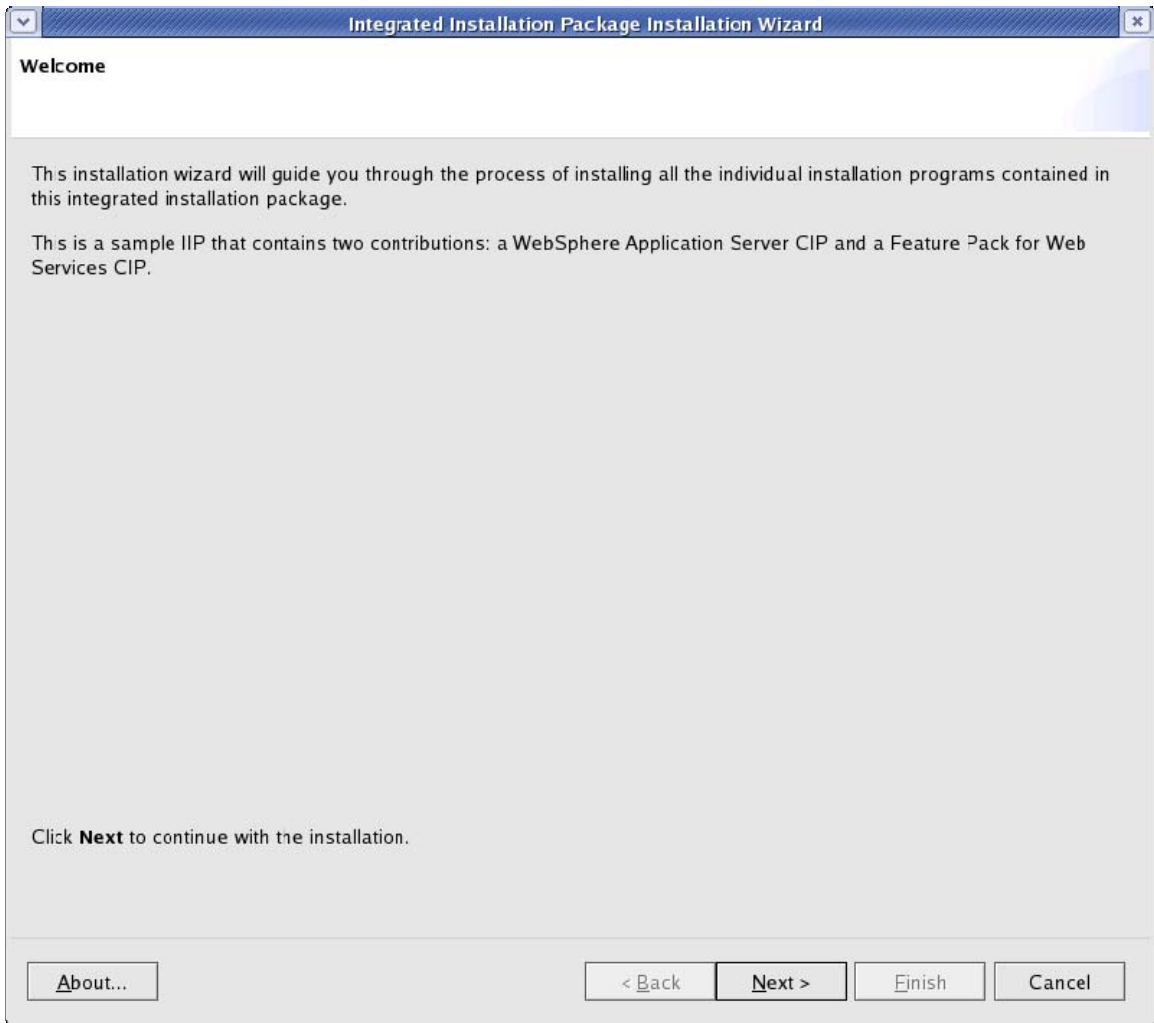 Integrated Installation Package Installation Wizard
Welcome
This installation wizard will guide you through the process of installing all the individual installation programs contained in
this integrated installation package.
This is a sample IIP that contains two contributions: a WebSphere Application Server CIP and a Feature Pack for Web
Services CIP.
Click Next to continue with the installation.
About... < Back Next > Finish Cancel